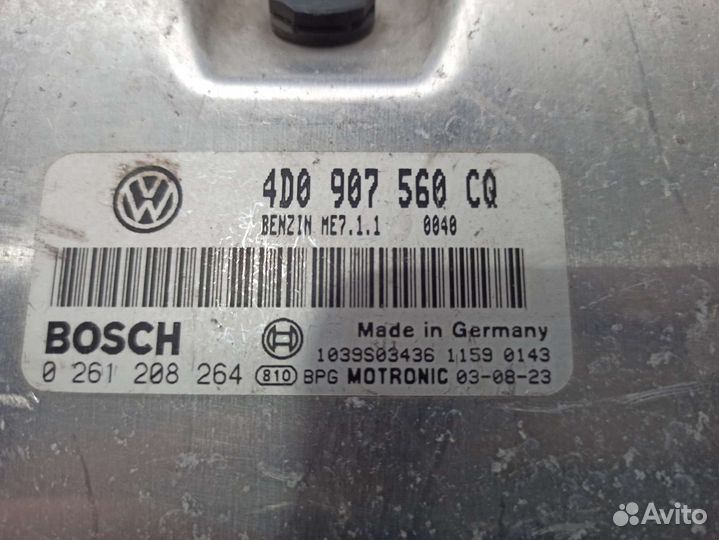 4D0 907 560 CQ
BENZIN ME7.1.1 0040
BOSCH
Made in Germany
1039S03436 1159 0143
0 261 208 264 810 BPG MOTRONIC 03-08-23
Avito